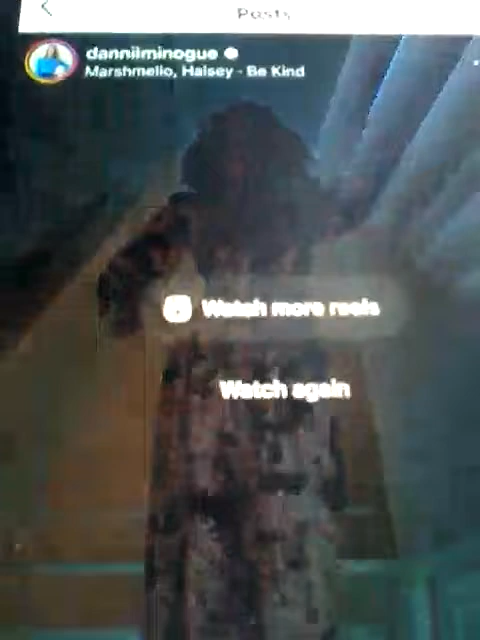 Posts
danniiminogue
Marshmello, Halsey - Be Kind
Watch more reels
Watch again